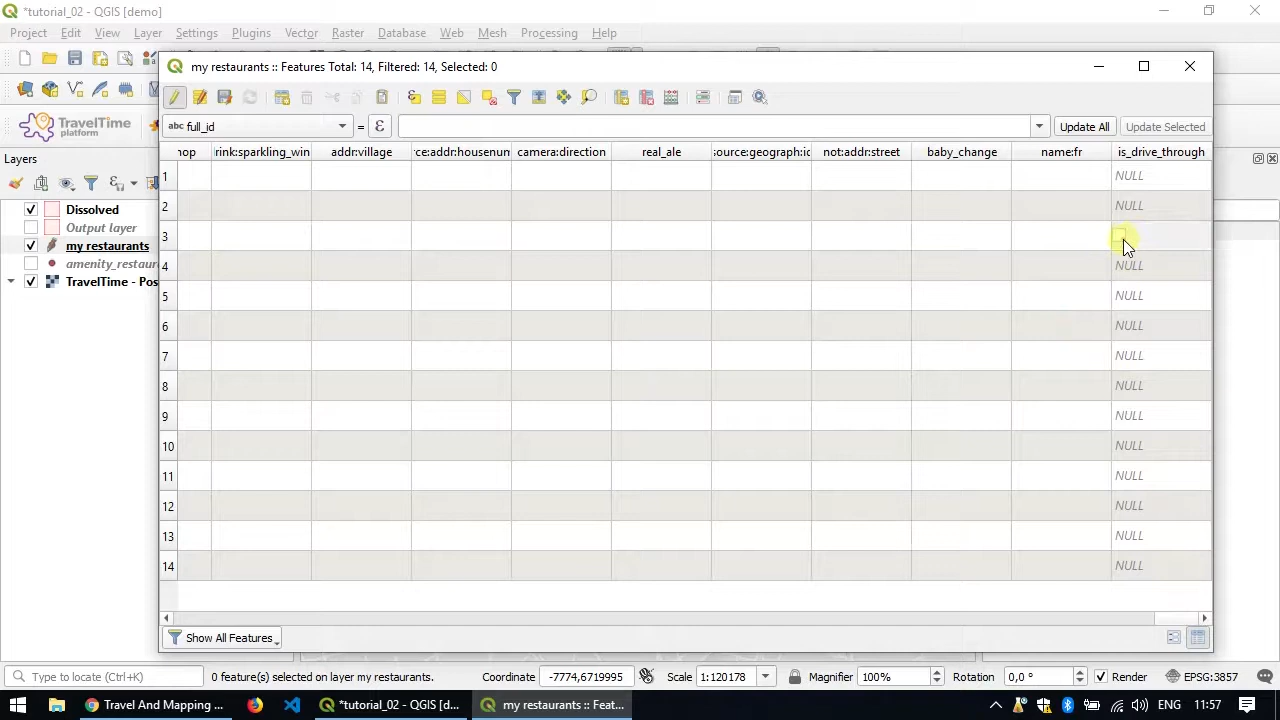 *tutorial_02 - QGIS [demo]
Project Edit View Layer Settings Plugins Vector Raster Database Web Mesh Processing Help
my restaurants :: Features Total: 14, Filtered: 14, Selected: 0
TravelTime
platform
abc full_id = ε Update All Update Selected
Layers
nop rink:sparkling_win addr:village rce:addr:housenum camera:direction real_ale :source:geograph:ic not:addr:street baby_change name:fr is_drive_through
1 NULL
2 NULL
3
4 NULL
5 NULL
6 NULL
7 NULL
8 NULL
9 NULL
10 NULL
11 NULL
12 NULL
13 NULL
14 NULL
Dissolved
Output layer
my restaurants
amenity_restaura
TravelTime - Pos
Show All Features
Type to locate (Ctrl+K) 0 feature(s) selected on layer my restaurants. Coordinate -7774,6719995 Scale 1:120178 Magnifier 100% Rotation 0,0 ° Render EPSG:3857
Travel And Mapping ... *tutorial_02 - QGIS [d... my restaurants :: Feat... ENG 11:57